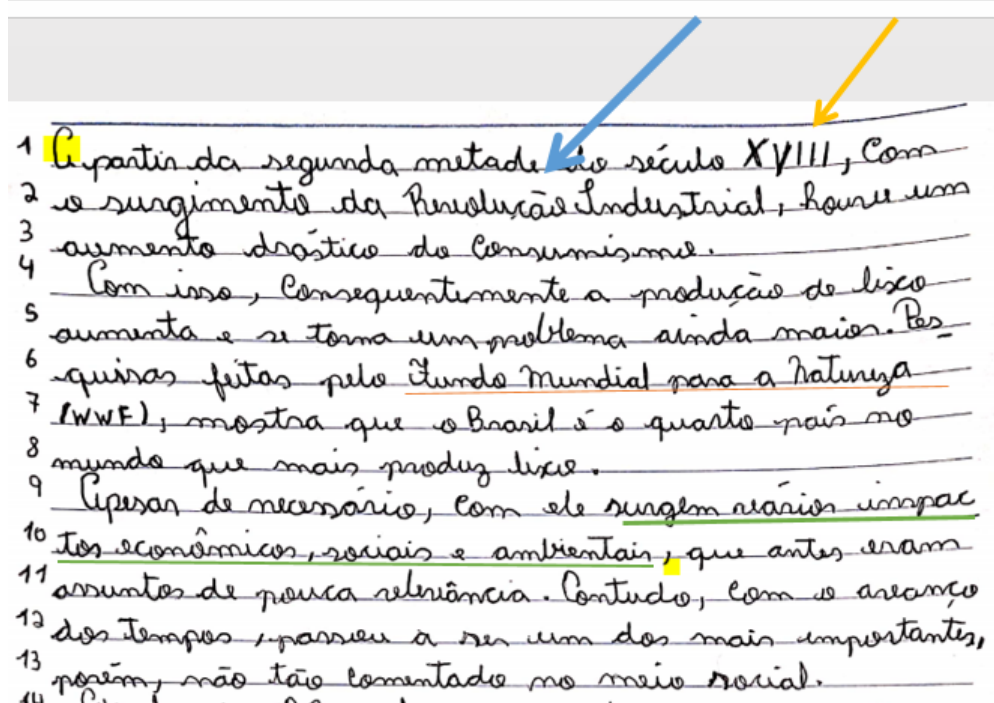 1 A partir da segunda metade do século XVIII, com
2 o surgimento da Revolução Industrial, houve um
3 aumento drástico do consumismo.
4 Com isso, consequentemente a produção de lixo
5 aumenta e se torna um problema ainda maior. Pes-
6 quisas feitas pelo Fundo Mundial para a Natureza
7 (WWF), mostra que o Brasil é o quarto país no
8 mundo que mais produz lixo.
9 Apesar de necessário, com ele surgem vários impac
10 tos econômicos, sociais e ambientais, que antes eram
11 assuntos de pouca relevância. Contudo, com o avanço
12 dos tempos, passou a ser um dos mais importantes,
13 porém, não tão comentado no meio social.
14